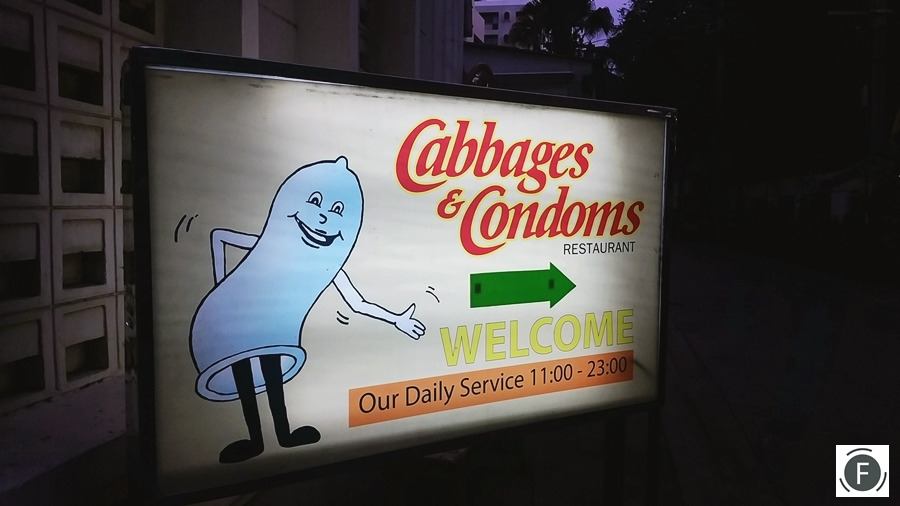 Cabbages
& Condoms
RESTAURANT
WELCOME
Our Daily Service 11:00 - 23:00
F